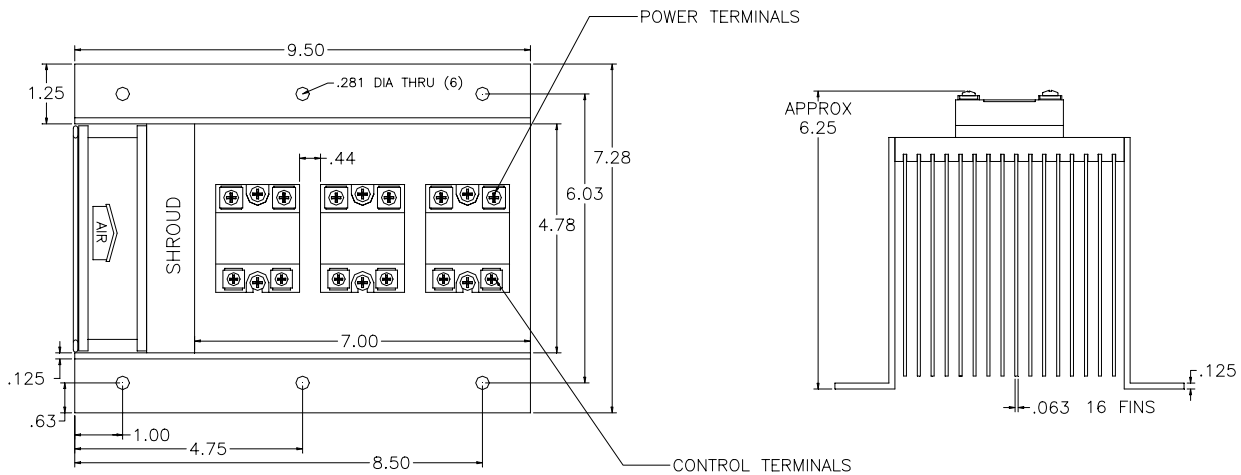 POWER TERMINALS
9.50
.281 DIA THRU (6)
1.25
APPROX
6.25
.44
7.28
6.03
4.78
AIR
SHROUD
7.00
.125
.63
1.00
4.75
8.50
.125
.063 16 FINS
CONTROL TERMINALS